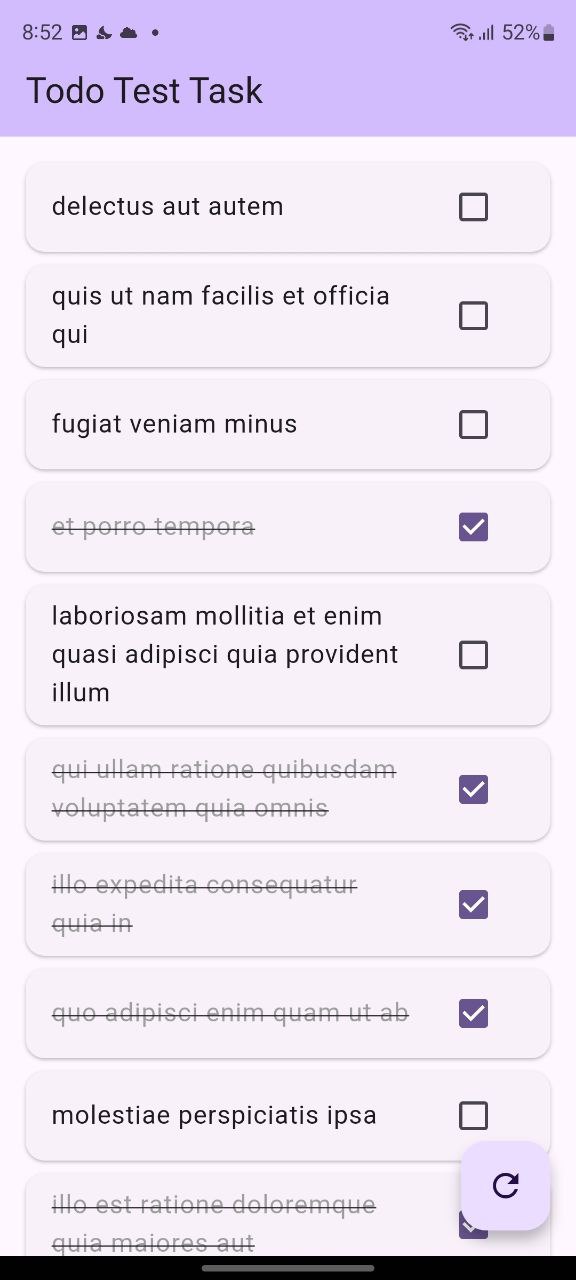 8:52
52%
Todo Test Task
delectus aut autem
quis ut nam facilis et officia
qui
fugiat veniam minus
et porro tempora
laboriosam mollitia et enim
quasi adipisci quia provident
illum
qui ullam ratione quibusdam
voluptatem quia omnis
illo expedita consequatur
quia in
quo adipisci enim quam ut ab
molestiae perspiciatis ipsa
illo est ratione doloremque
quia maiores aut